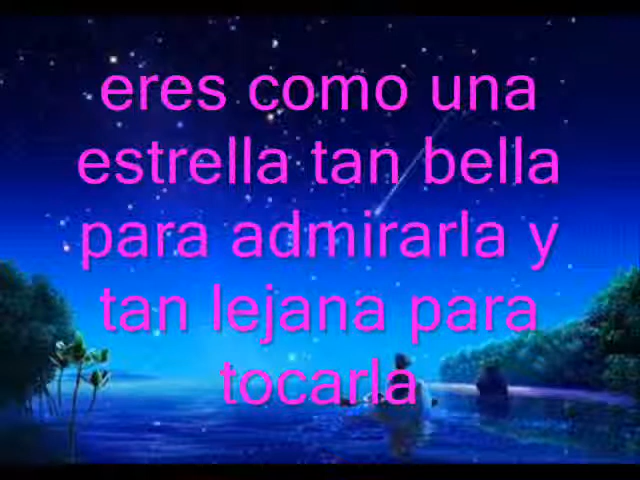 eres como una
estrella tan bella
para admirarla y
tan lejana para
tocarla